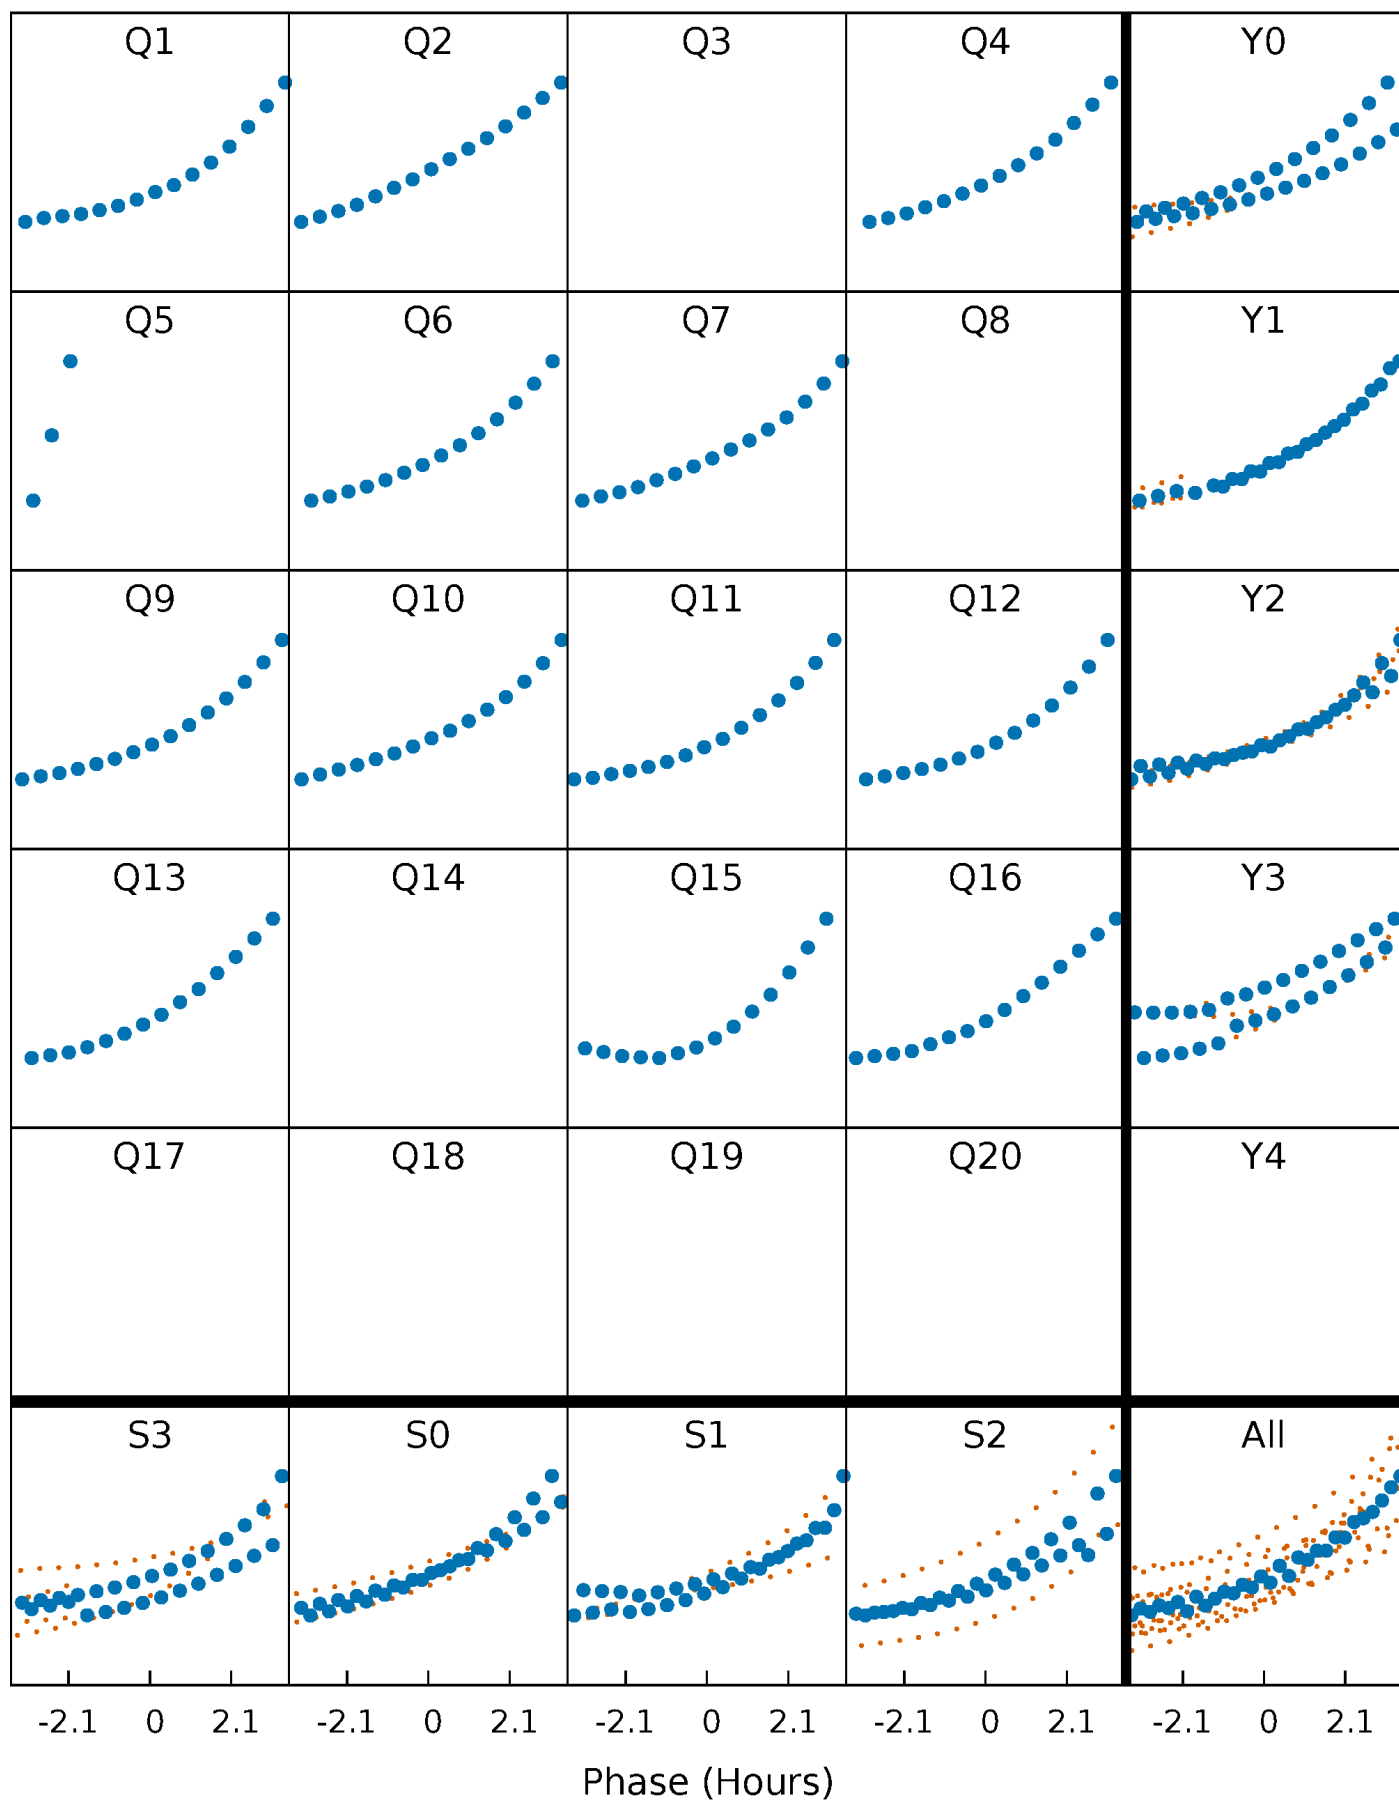 Q1 Q2 Q3 Q4 Y0
Q5 Q6 Q7 Q8 Y1
Q9 Q10 Q11 Q12 Y2
Q13 Q14 Q15 Q16 Y3
Q17 Q18 Q19 Q20 Y4
S3 S0 S1 S2 All
-2.1 0 2.1 -2.1 0 2.1 -2.1 0 2.1 -2.1 0 2.1 -2.1 0 2.1
Phase (Hours)